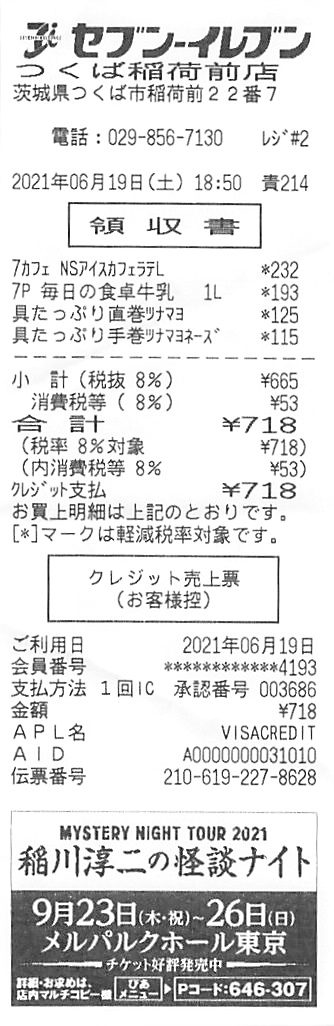 セブン-イレブン
つくば稲荷前店
茨城県つくば市稲荷前22番7
電話:029-856-7130 レジ#2
2021年06月19日(土) 18:50 責214
領 収 書
7カフェ NSアイスカフェラテL *232
7P 毎日の食卓牛乳 1L *193
具たっぷり直巻ツナマヨ *125
具たっぷり手巻ツナマヨネーズ *115
小 計(税抜 8%) ¥665
消費税等( 8%) ¥53
合 計 ¥718
(税率 8%対象 ¥718)
(内消費税等 8% ¥53)
クレジット支払 ¥718
お買上明細は上記のとおりです。
[*]マークは軽減税率対象です。
クレジット売上票
(お客様控)
ご利用日 2021年06月19日
会員番号 ************4193
支払方法 1回IC 承認番号 003686
金額 ¥718
APL名 VISACREDIT
AID A0000000031010
伝票番号 210-619-227-8628
MYSTERY NIGHT TOUR 2021
稲川淳二の怪談ナイト
9月23日(木・祝)~26日(日)
メルパルクホール東京
チケット好評発売中
詳細・お求めは、
店内マルチコピー機
ぴあ
メニュー
Pコード:646-307